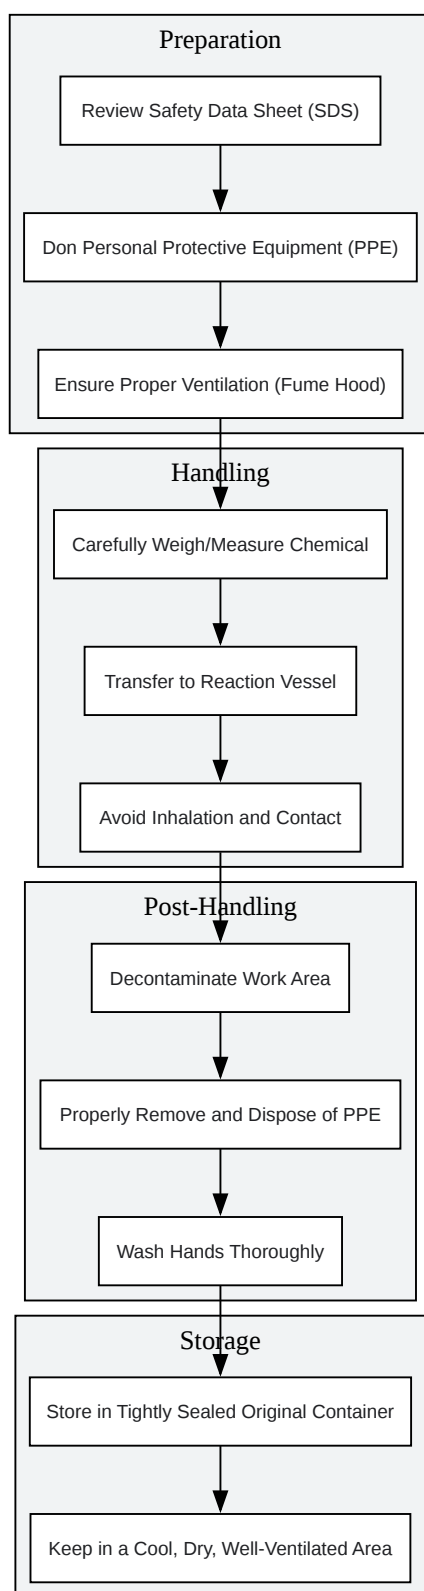 Preparation
Review Safety Data Sheet (SDS)
Don Personal Protective Equipment (PPE)
Ensure Proper Ventilation (Fume Hood)
Handling
Carefully Weigh/Measure Chemical
Transfer to Reaction Vessel
Avoid Inhalation and Contact
Post-Handling
Decontaminate Work Area
Properly Remove and Dispose of PPE
Wash Hands Thoroughly
Storage
Store in Tightly Sealed Original Container
Keep in a Cool, Dry, Well-Ventilated Area